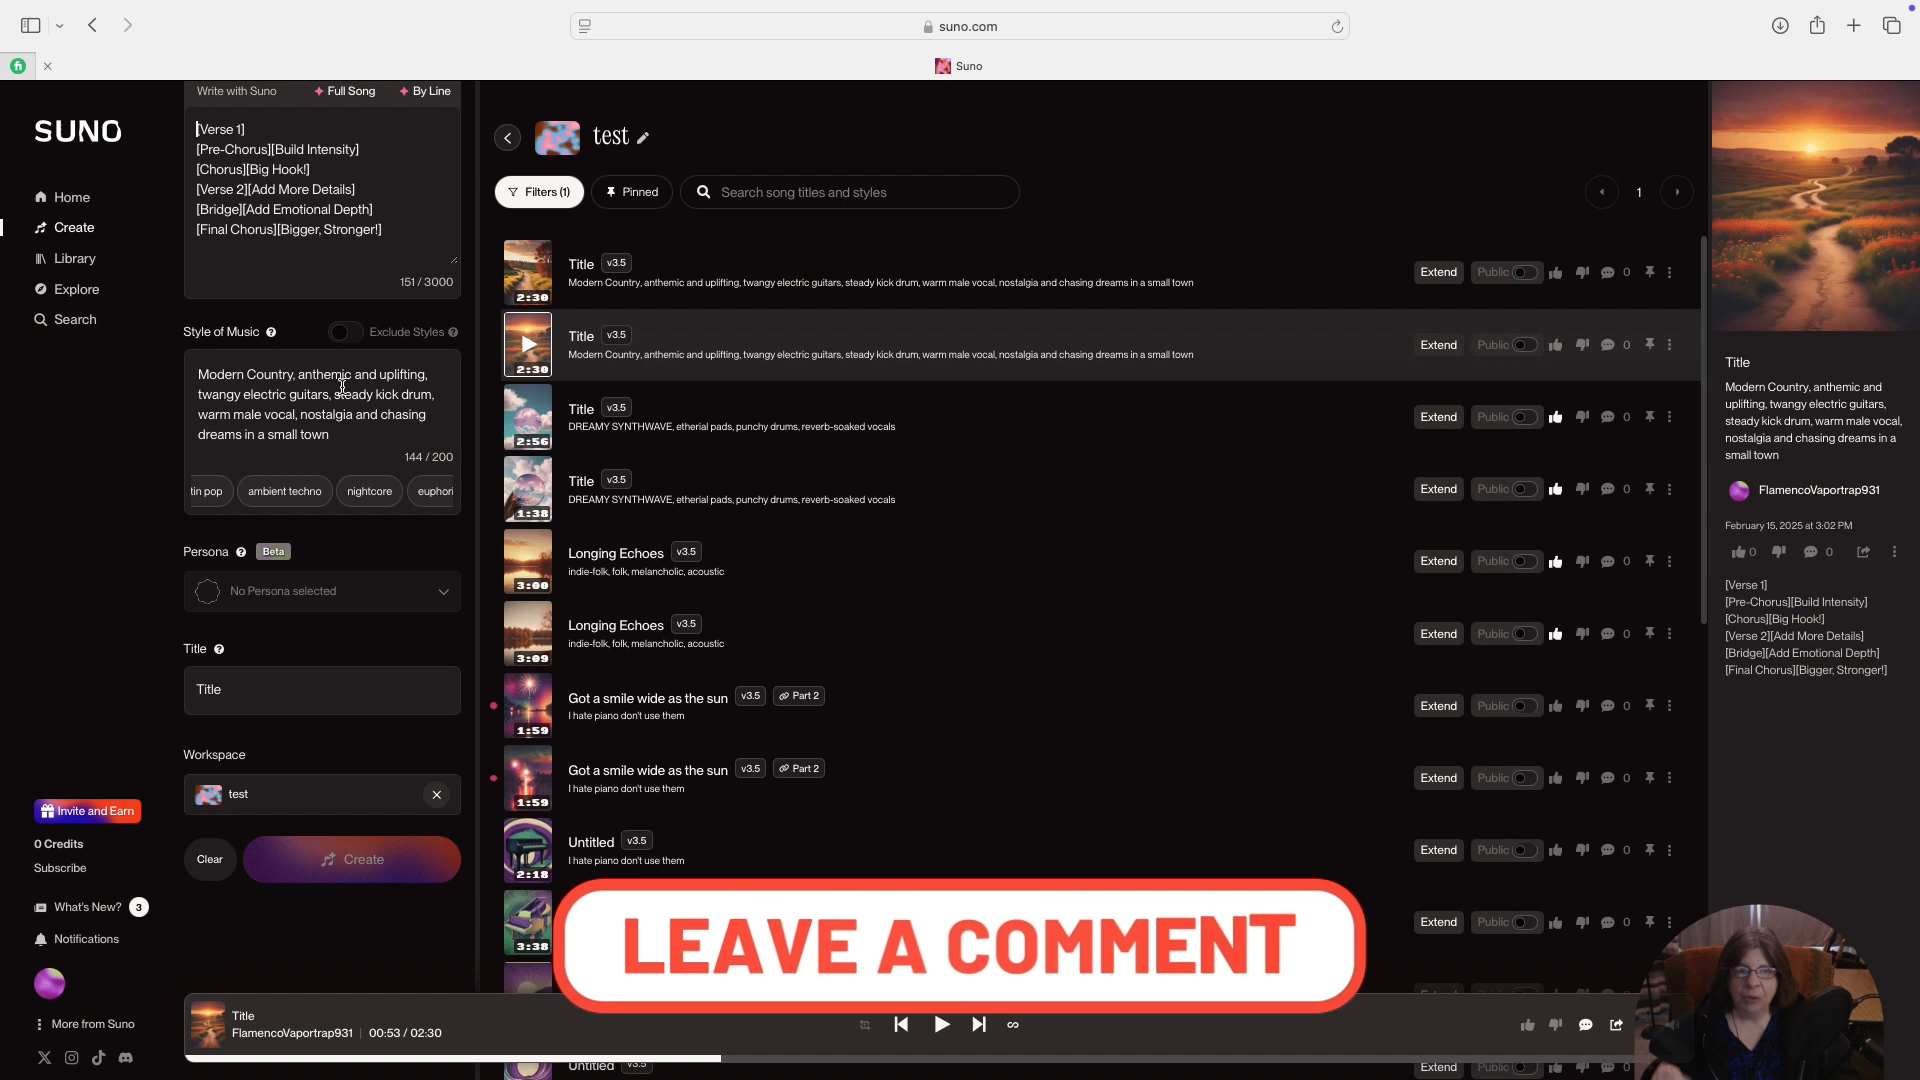 suno.com
Suno
SUNO
Home
Create
Library
Explore
Search
Invite and Earn
0 Credits
Subscribe
What's New? 3
Notifications
More from Suno
Write with Suno Full Song By Line
[Verse 1]
[Pre-Chorus][Build Intensity]
[Chorus][Big Hook!]
[Verse 2][Add More Details]
[Bridge][Add Emotional Depth]
[Final Chorus][Bigger, Stronger!]
151 / 3000
Style of Music Exclude Styles
Modern Country, anthemic and uplifting,
twangy electric guitars, steady kick drum,
warm male vocal, nostalgia and chasing
dreams in a small town
144 / 200
tin pop ambient techno nightcore euphori
Persona Beta
No Persona selected
Title
Title
Workspace
test
Clear Create
test
Filters (1) Pinned Search song titles and styles 1
Title v3.5
Modern Country, anthemic and uplifting, twangy electric guitars, steady kick drum, warm male vocal, nostalgia and chasing dreams in a small town
2:30 Extend Public 0
Title v3.5
Modern Country, anthemic and uplifting, twangy electric guitars, steady kick drum, warm male vocal, nostalgia and chasing dreams in a small town
2:30 Extend Public 0
Title v3.5
DREAMY SYNTHWAVE, etherial pads, punchy drums, reverb-soaked vocals
2:56 Extend Public 0
Title v3.5
DREAMY SYNTHWAVE, etherial pads, punchy drums, reverb-soaked vocals
1:38 Extend Public 0
Longing Echoes v3.5
indie-folk, folk, melancholic, acoustic
3:00 Extend Public 0
Longing Echoes v3.5
indie-folk, folk, melancholic, acoustic
3:09 Extend Public 0
Got a smile wide as the sun v3.5 Part 2
I hate piano don't use them
1:59 Extend Public 0
Got a smile wide as the sun v3.5 Part 2
I hate piano don't use them
1:59 Extend Public 0
Untitled v3.5
I hate piano don't use them
2:18 Extend Public 0
3:38 Extend Public 0
LEAVE A COMMENT
Untitled v3.5 Extend Public 0
Title
FlamencoVaportrap931 00:53 / 02:30
Title
Modern Country, anthemic and
uplifting, twangy electric guitars,
steady kick drum, warm male vocal,
nostalgia and chasing dreams in a
small town
FlamencoVaportrap931
February 15, 2025 at 3:02 PM
0 0
[Verse 1]
[Pre-Chorus][Build Intensity]
[Chorus][Big Hook!]
[Verse 2][Add More Details]
[Bridge][Add Emotional Depth]
[Final Chorus][Bigger, Stronger!]